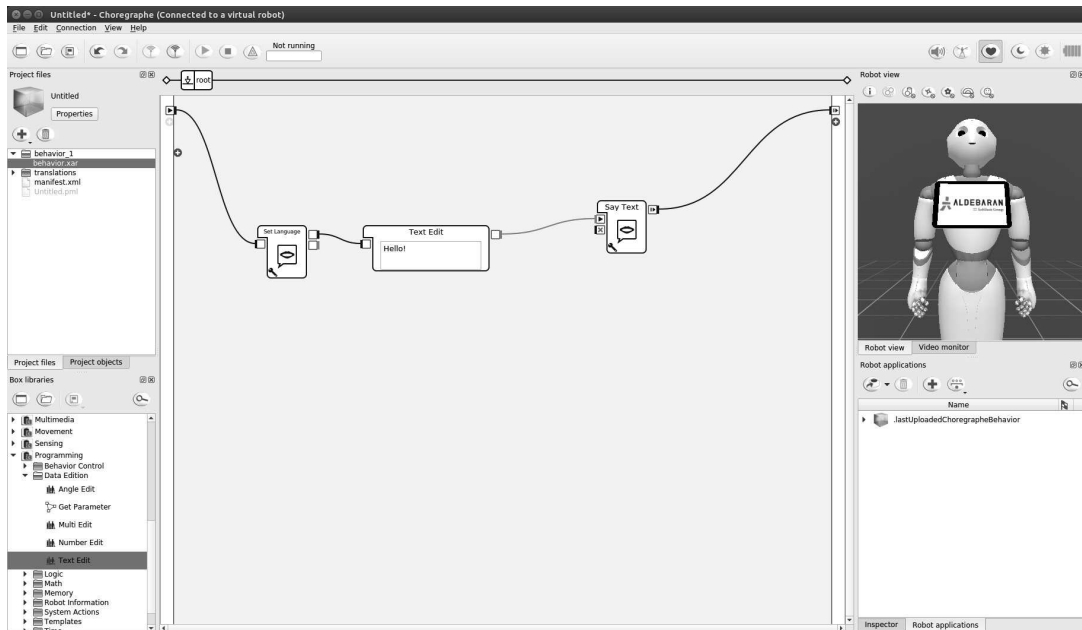 Untitled* - Choregraphe (Connected to a virtual robot)
File Edit Connection View Help
Not running
Project files
Untitled
Properties
behavior_1
behavior.xar
translations
manifest.xml
Untitled.pml
Project files Project objects
Box libraries
Multimedia
Movement
Sensing
Programming
Behavior Control
Data Edition
Angle Edit
Get Parameter
Multi Edit
Number Edit
Text Edit
Logic
Math
Memory
Robot Information
System Actions
Templates
Time
root
Set Language
Text Edit
Hello!
Say Text
Robot view
ALDEBARAN
Robot view Video monitor
Robot applications
Name
.lastUploadedChoregrapheBehavior
Inspector Robot applications